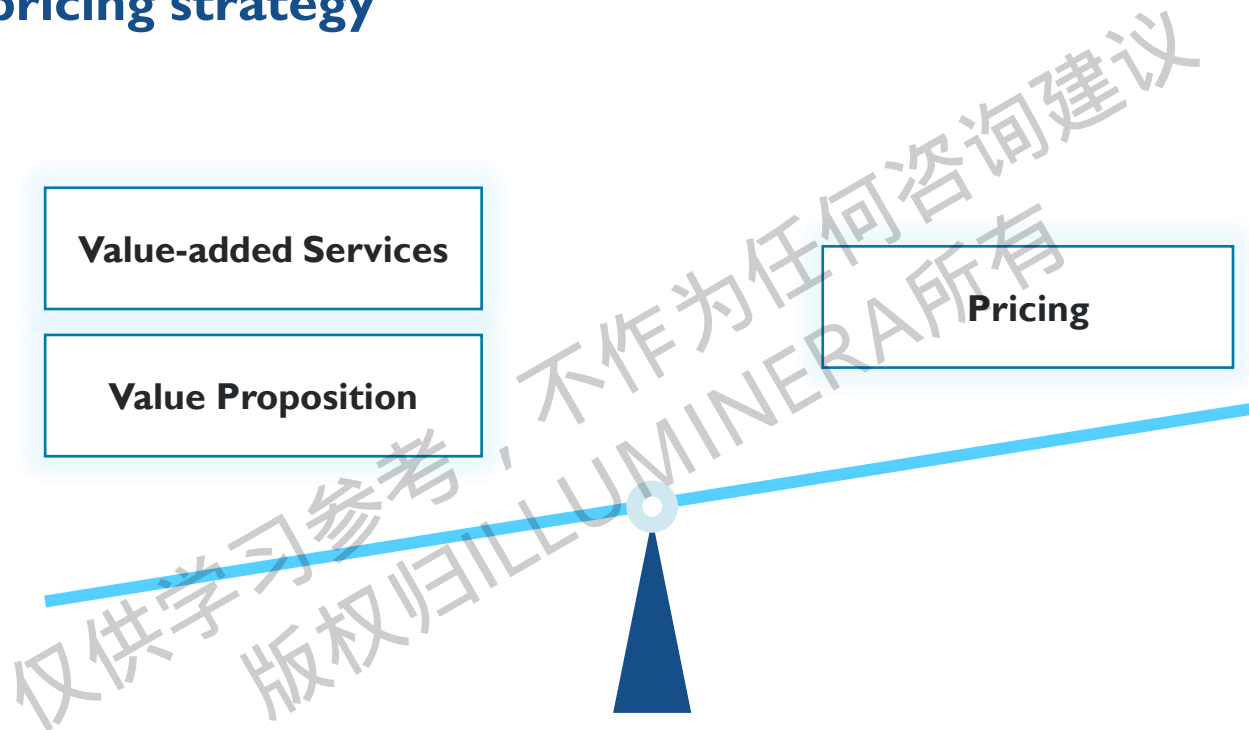 pricing strategy
Value-added Services
Value Proposition
Pricing
仅供学习参考，不作为任何咨询建议
版权归ILLUMINERA所有